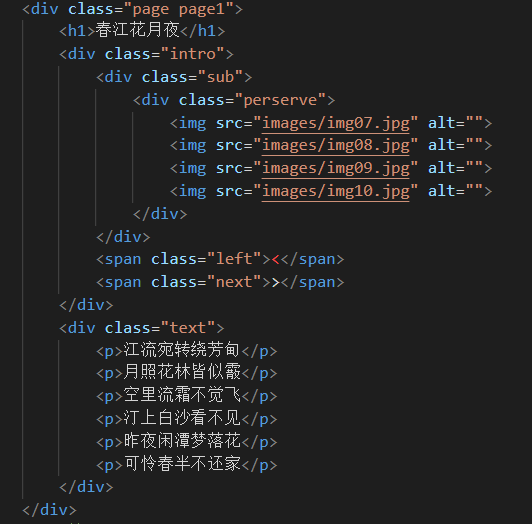 <div class="page page1">
<h1>春江花月夜</h1>
<div class="intro">
<div class="sub">
<div class="perserve">
<img src="images/img07.jpg" alt="">
<img src="images/img08.jpg" alt="">
<img src="images/img09.jpg" alt="">
<img src="images/img10.jpg" alt="">
</div>
</div>
<span class="left"><</span>
<span class="next">></span>
</div>
<div class="text">
<p>江流宛转绕芳甸</p>
<p>月照花林皆似霰</p>
<p>空里流霜不觉飞</p>
<p>汀上白沙看不见</p>
<p>昨夜闲潭梦落花</p>
<p>可怜春半不还家</p>
</div>
</div>